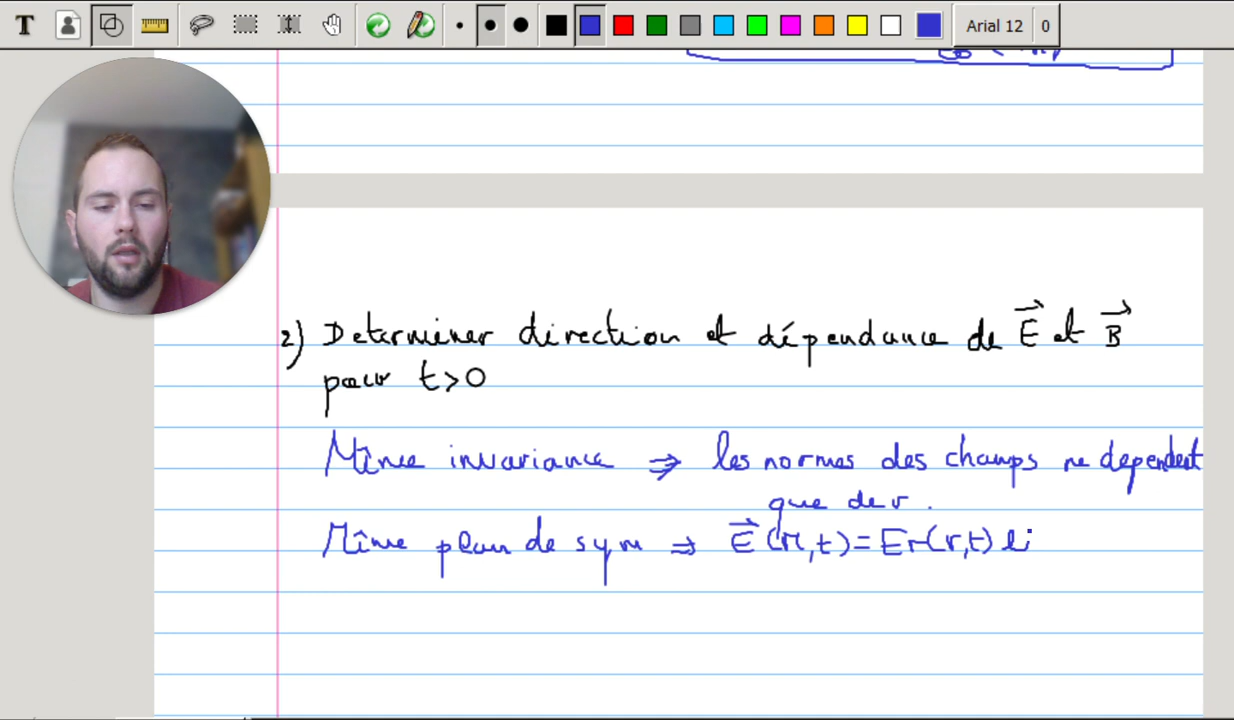 T
Arial 12
0
2) Determiner direction et dépendance de E et B
pour t>0
Même invariance ⇒ les normes des champs ne dependent
que de r.
Même plan de sym ⇒ E(M,t)=Er(r,t)